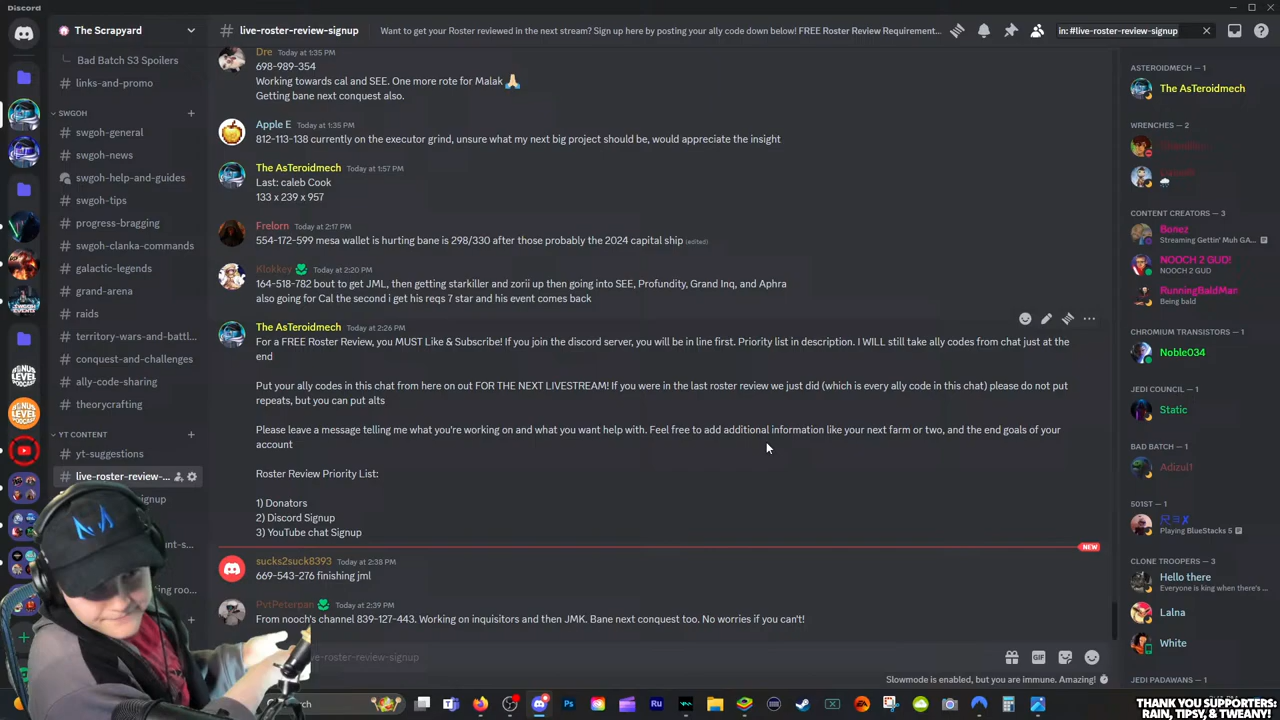 Discord
The Scrapyard
# live-roster-review-signup
Want to get your Roster reviewed in the next stream? Sign up here by posting your ally code down below! FREE Roster Review Requirement...
in: #live-roster-review-signup
Bad Batch S3 Spoilers
links-and-promo
SWGOH
swgoh-general
swgoh-news
swgoh-help-and-guides
swgoh-tips
progress-bragging
swgoh-clanka-commands
galactic-legends
grand-arena
raids
territory-wars-and-battl...
conquest-and-challenges
ally-code-sharing
theorycrafting
YT CONTENT
yt-suggestions
live-roster-review-...
signup
Dre Today at 1:35 PM
698-989-354
Working towards cal and SEE. One more rote for Malak 🙏
Getting bane next conquest also.
Apple E Today at 1:35 PM
812-113-138 currently on the executor grind, unsure what my next big project should be, would appreciate the insight
The AsTeroidmech Today at 1:57 PM
Last: caleb Cook
133 x 239 x 957
Frelorn Today at 2:17 PM
554-172-599 mesa wallet is hurting bane is 298/330 after those probably the 2024 capital ship (edited)
Klokkey Today at 2:20 PM
164-518-782 bout to get JML, then getting starkiller and zorii up then going into SEE, Profundity, Grand Inq, and Aphra
also going for Cal the second i get his reqs 7 star and his event comes back
The AsTeroidmech Today at 2:26 PM
For a FREE Roster Review, you MUST Like & Subscribe! If you join the discord server, you will be in line first. Priority list in description. I WILL still take ally codes from chat just at the
end
Put your ally codes in this chat from here on out FOR THE NEXT LIVESTREAM! If you were in the last roster review we just did (which is every ally code in this chat) please do not put
repeats, but you can put alts
Please leave a message telling me what you're working on and what you want help with. Feel free to add additional information like your next farm or two, and the end goals of your
account
Roster Review Priority List:
1) Donators
2) Discord Signup
3) YouTube chat Signup
NEW
sucks2suck8393 Today at 2:38 PM
669-543-276 finishing jml
PvtPeterpan Today at 2:39 PM
From nooch's channel 839-127-443. Working on inquisitors and then JMK. Bane next conquest too. No worries if you can't!
live-roster-review-signup
Slowmode is enabled, but you are immune. Amazing!
ASTEROIDMECH — 1
The AsTeroidmech
WRENCHES — 2
CONTENT CREATORS — 3
Bonez
Streaming Gettin' Muh GA...
NOOCH 2 GUD!
NOOCH 2 GUD
RunningBaldMan
Being bald
CHROMIUM TRANSISTORS — 1
Noble034
JEDI COUNCIL — 1
Static
BAD BATCH — 1
Adizul1
501ST — 1
Playing BlueStacks 5
CLONE TROOPERS — 3
Hello there
Everyone is king when there's...
Lalna
White
JEDI PADAWANS — 2
THANK YOU SUPPORTERS:
RAIN, TIPSY, & TWEANY!